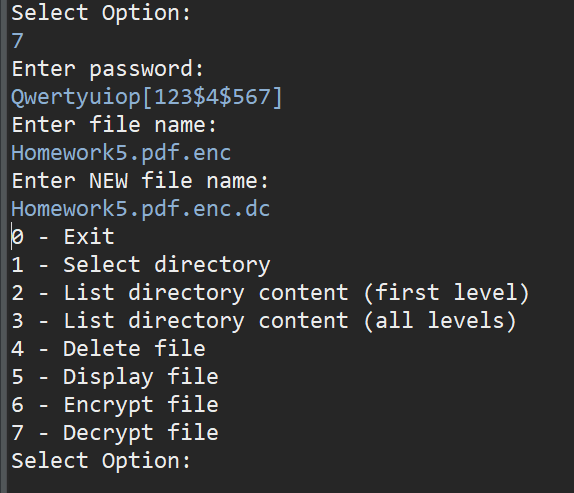 Select Option:
7
Enter password:
Qwertyuiop[123$4$567]
Enter file name:
Homework5.pdf.enc
Enter NEW file name:
Homework5.pdf.enc.dc
0 - Exit
1 - Select directory
2 - List directory content (first level)
3 - List directory content (all levels)
4 - Delete file
5 - Display file
6 - Encrypt file
7 - Decrypt file
Select Option: